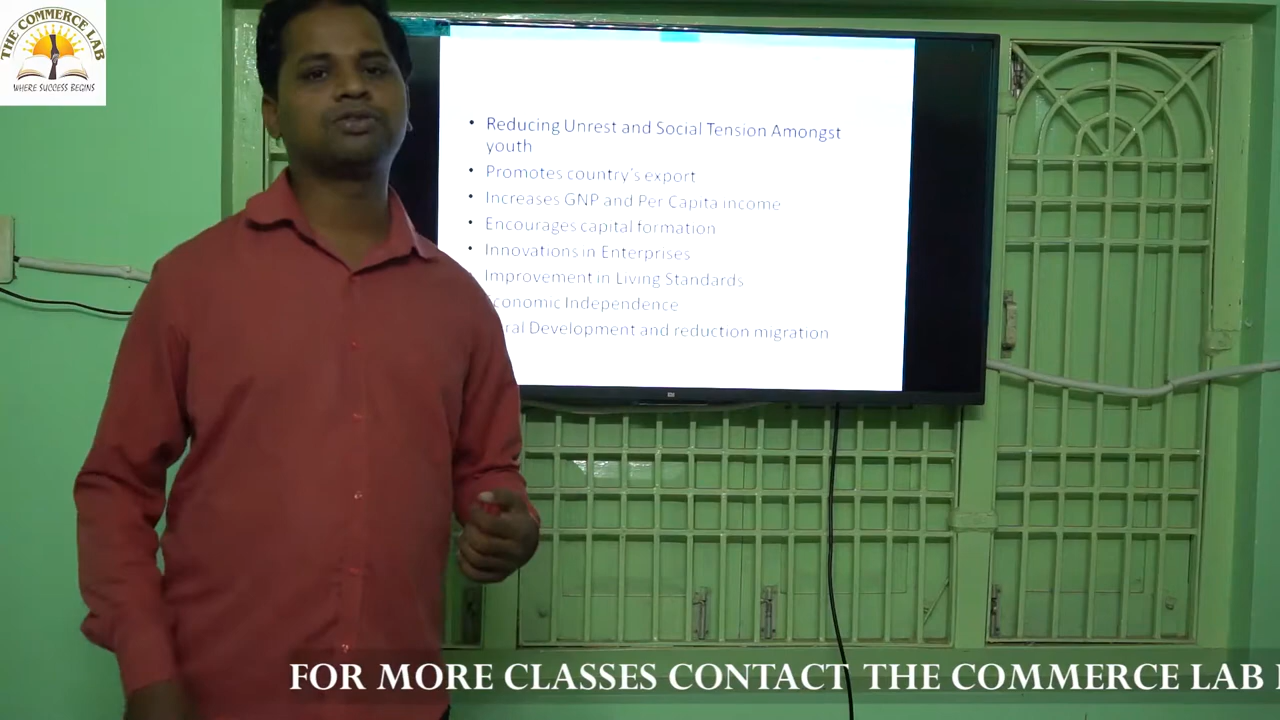 THE COMMERCE LAB
WHERE SUCCESS BEGINS
• Reducing Unrest and Social Tension Amongst
youth
• Promotes country's export
• Increases GNP and Per Capita income
• Encourages capital formation
• Innovations in Enterprises
• Improvement in Living Standards
conomic Independence
ral Development and reduction migration
mi
FOR MORE CLASSES CONTACT THE COMMERCE LAB